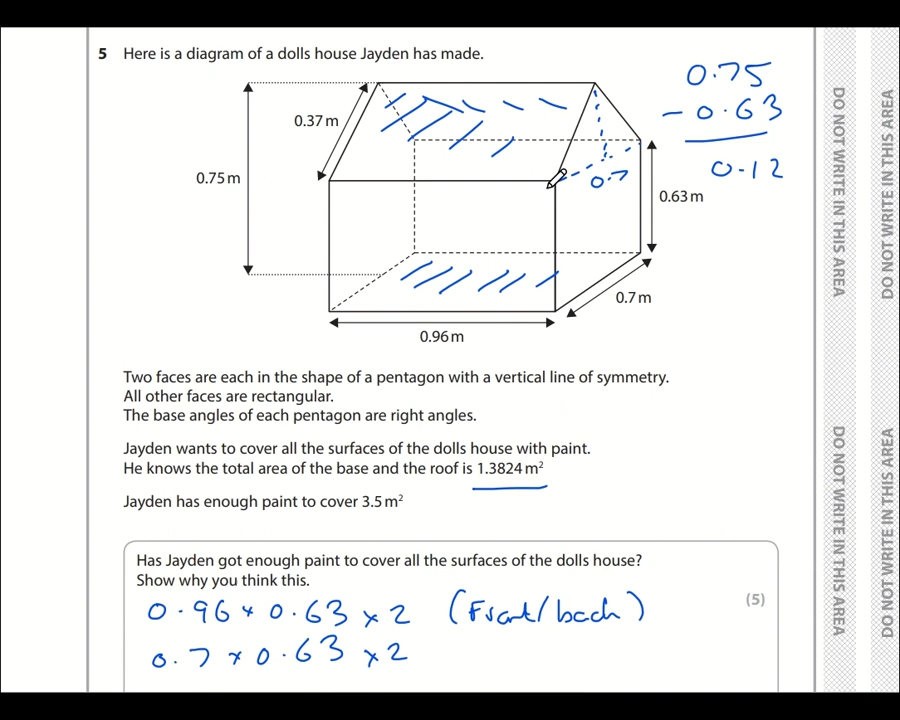 5 Here is a diagram of a dolls house Jayden has made.
0.75
- 0.63
0.12
0.37 m
0.75 m
0.7
0.63 m
0.7 m
0.96 m
Two faces are each in the shape of a pentagon with a vertical line of symmetry.
All other faces are rectangular.
The base angles of each pentagon are right angles.
Jayden wants to cover all the surfaces of the dolls house with paint.
He knows the total area of the base and the roof is 1.3824 m²
Jayden has enough paint to cover 3.5 m²
Has Jayden got enough paint to cover all the surfaces of the dolls house?
Show why you think this.
(5)
0.96 × 0.63 × 2 (Front/back)
0.7 × 0.63 × 2
DO NOT WRITE IN THIS AREA
DO NOT WRITE IN THIS AREA
DO NOT WRITE IN THIS AREA
DO NOT WRITE IN THIS AREA